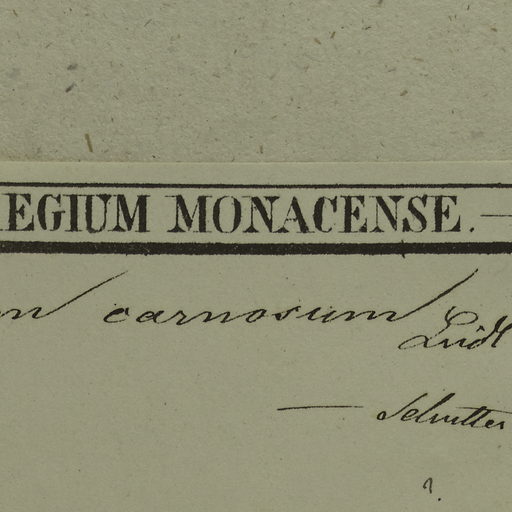 EGIUM MONACENSE. —
m carnosum
?.